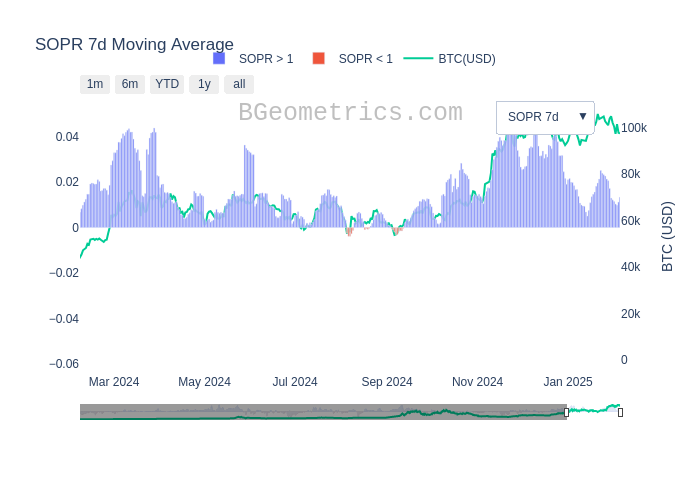 SOPR 7d Moving Average
SOPR > 1 SOPR < 1 BTC(USD)
1m 6m YTD 1y all
BGeometrics.com
SOPR 7d ▼
0.04
0.02
0
−0.02
−0.04
−0.06
100k
80k
60k
40k
20k
0
BTC (USD)
Mar 2024 May 2024 Jul 2024 Sep 2024 Nov 2024 Jan 2025